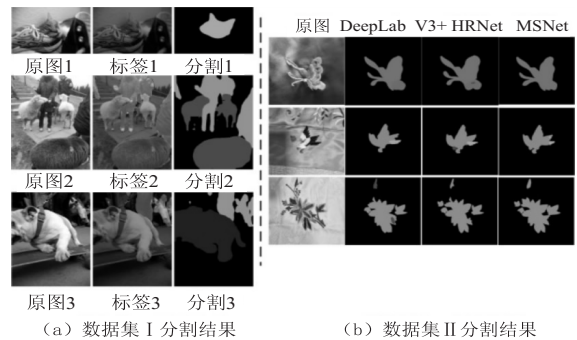 原图1 标签1 分割1
原图2 标签2 分割2
原图3 标签3 分割3
(a)数据集Ⅰ分割结果
原图 DeepLab V3+ HRNet MSNet
(b)数据集Ⅱ分割结果